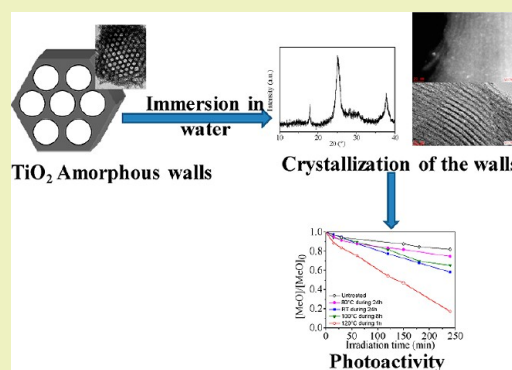 Immersion in
water
TiO2 Amorphous walls
Intensity (a.u.)
10 20 30 40
2θ (°)
Crystallization of the walls
[MeO]/[MeO]0
1.0
0.8
0.6
0.4
0.2
0.0
Untreated
80°C during 24h
RT during 24h
100°C during 8h
120°C during 1h
0 50 100 150 200 250
Irradiation time (min)
Photoactivity